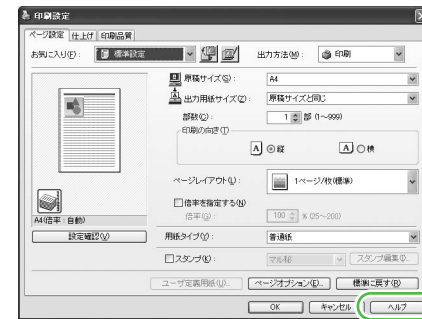 印刷設定
ページ設定 仕上げ 印刷品質
お気に入り(F): 標準設定 出力方法(M): 印刷
原稿サイズ(S): A4
出力用紙サイズ(Z): 原稿サイズと同じ
部数(C): 1 部 (1～999)
印刷の向き(T)
A 縦 A 横
ページレイアウト(L): 1ページ/枚(標準)
倍率を指定する(N)
A4(倍率:自動) 倍率(G): 100 % (25～200)
設定確認(V) 用紙タイプ(Y): 普通紙
スタンプ(K): マル秘 スタンプ編集(I)...
ユーザ定義用紙(U)... ページオプション(E)... 標準に戻す(R)
OK キャンセル ヘルプ